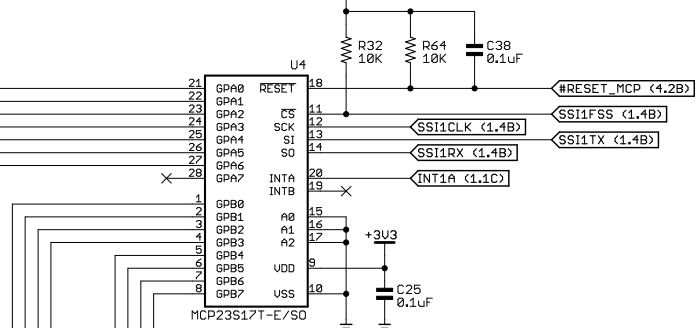 R32
10K
R64
10K
C38
0.1uF
U4
21 GPA0 RESET 18 #RESET_MCP (4.2B)
22 GPA1
23 GPA2 CS 11 SSI1FSS (1.4B)
24 GPA3 SCK 12 SSI1CLK (1.4B)
25 GPA4 SI 13 SSI1TX (1.4B)
26 GPA5 SO 14 SSI1RX (1.4B)
27 GPA6
28 GPA7 INTA 20 INT1A (1.1C)
INTB 19
1 GPB0
2 GPB1 A0 15
3 GPB2 A1 16
4 GPB3 A2 17
+3V3
5 GPB4
6 GPB5 VDD 9
7 GPB6
8 GPB7 VSS 10
C25
0.1uF
MCP23S17T-E/SO